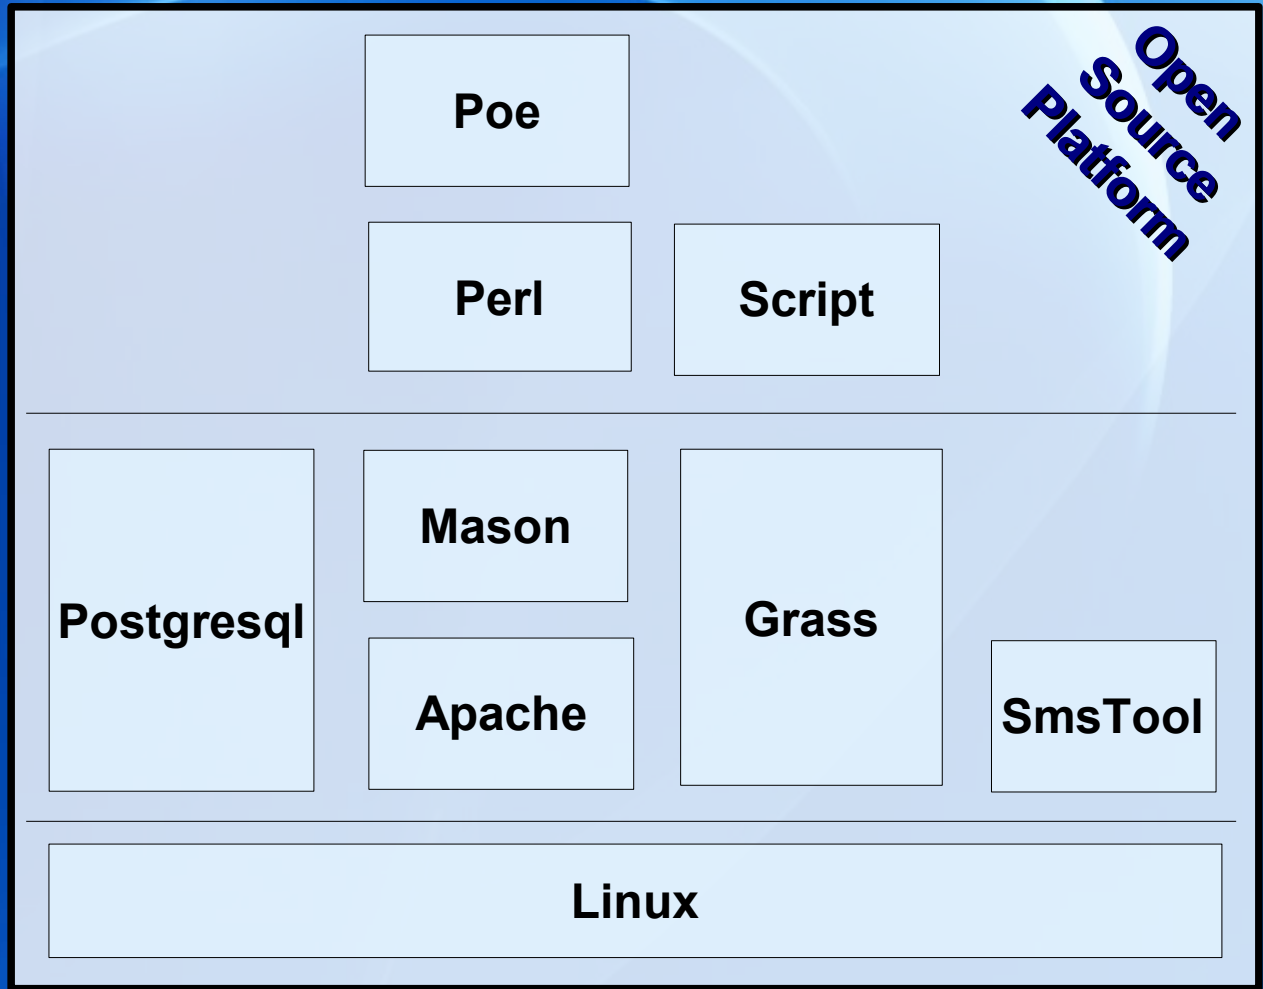 Open
Source
Platform
Poe
Perl
Script
Mason
Postgresql
Grass
Apache
SmsTool
Linux